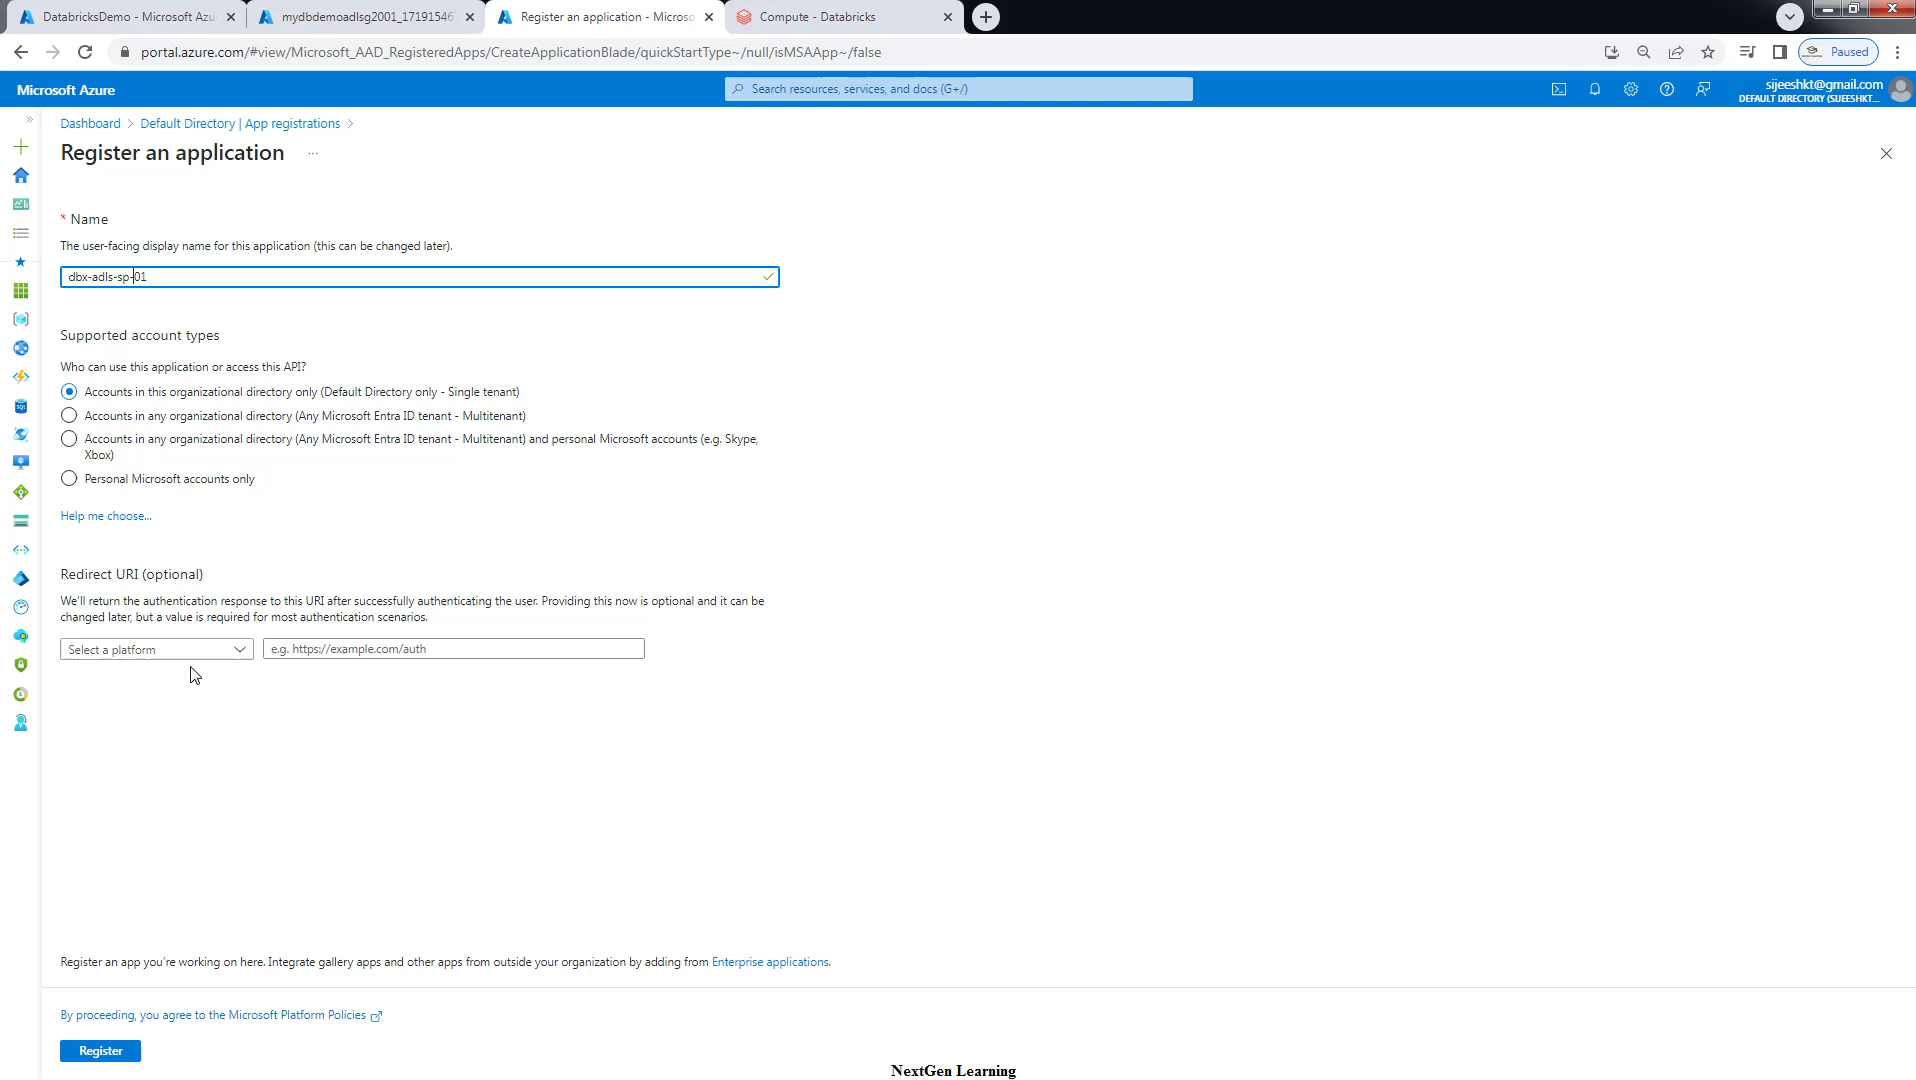 DatabricksDemo - Microsoft Azu
mydbdemoadlsg2001_17191546
Register an application - Microso
Compute - Databricks
portal.azure.com/#view/Microsoft_AAD_RegisteredApps/CreateApplicationBlade/quickStartType~/null/isMSAApp~/false
Paused
Microsoft Azure
Search resources, services, and docs (G+/)
sijeeshkt@gmail.com
DEFAULT DIRECTORY (SIJEESHKT...
Dashboard > Default Directory | App registrations >
Register an application ...
* Name
The user-facing display name for this application (this can be changed later).
dbx-adls-sp-01
Supported account types
Who can use this application or access this API?
Accounts in this organizational directory only (Default Directory only - Single tenant)
Accounts in any organizational directory (Any Microsoft Entra ID tenant - Multitenant)
Accounts in any organizational directory (Any Microsoft Entra ID tenant - Multitenant) and personal Microsoft accounts (e.g. Skype,
Xbox)
Personal Microsoft accounts only
Help me choose...
Redirect URI (optional)
We'll return the authentication response to this URI after successfully authenticating the user. Providing this now is optional and it can be
changed later, but a value is required for most authentication scenarios.
Select a platform
e.g. https://example.com/auth
Register an app you're working on here. Integrate gallery apps and other apps from outside your organization by adding from Enterprise applications.
By proceeding, you agree to the Microsoft Platform Policies
Register
NextGen Learning